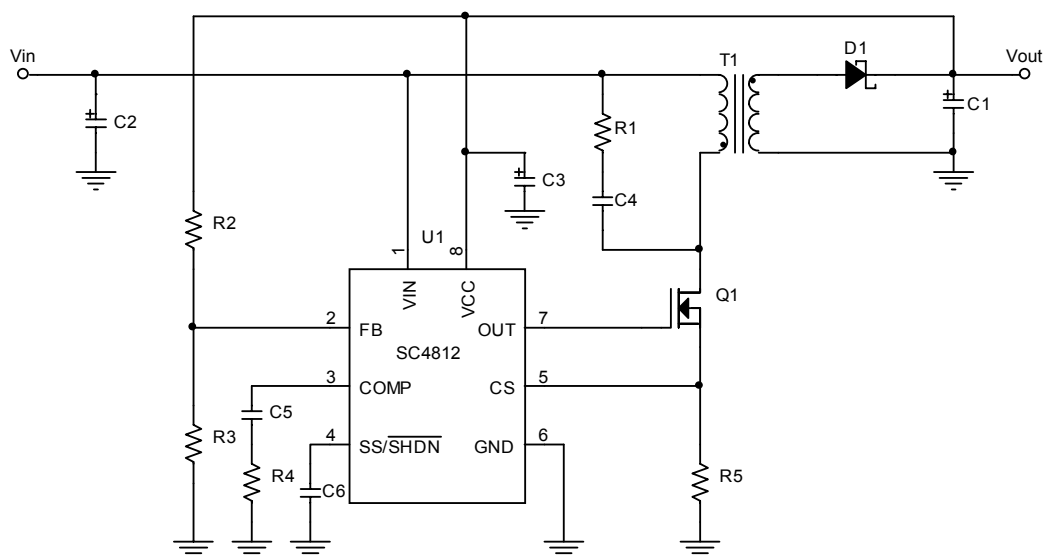 Vin
T1
D1
Vout
C1
C2
R1
C3
C4
R2
U1
1
8
VIN
VCC
Q1
2
FB
OUT
7
SC4812
3
COMP
CS
5
C5
4
SS/SHDN
GND
6
R3
R4
C6
R5